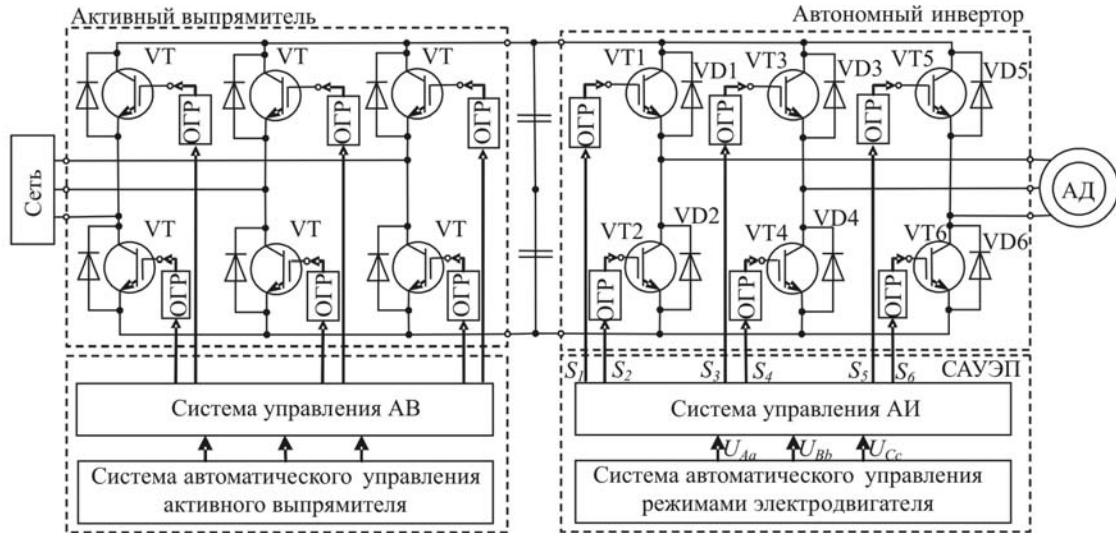 Активный выпрямитель
Автономный инвертор
VT
VT
VT
VT1
VD1
VT3
VD3
VT5
VD5
ОГР
ОГР
ОГР
ОГР
ОГР
ОГР
Сеть
АД
VT
VT
VT
VT2
VD2
VT4
VD4
VT6
VD6
ОГР
ОГР
ОГР
ОГР
ОГР
ОГР
S1
S2
S3
S4
S5
S6
САУЭП
Система управления АВ
Система управления АИ
UAa
UBb
UCc
Система автоматического управления
активного выпрямителя
Система автоматического управления
режимами электродвигателя